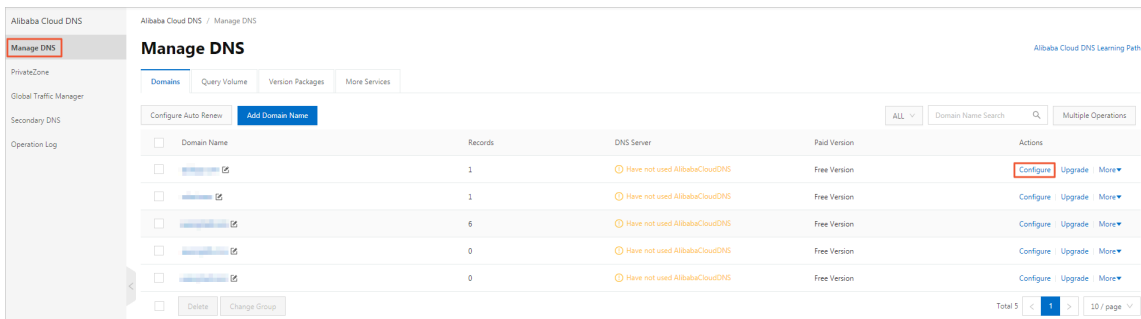 Alibaba Cloud DNS
Manage DNS
PrivateZone
Global Traffic Manager
Secondary DNS
Operation Log
Alibaba Cloud DNS / Manage DNS
Manage DNS
Alibaba Cloud DNS Learning Path
Domains Query Volume Version Packages More Services
Configure Auto Renew Add Domain Name ALL Domain Name Search Multiple Operations
Domain Name Records DNS Server Paid Version Actions
1 Have not used AlibabaCloudDNS Free Version Configure Upgrade More
1 Have not used AlibabaCloudDNS Free Version Configure Upgrade More
6 Have not used AlibabaCloudDNS Free Version Configure Upgrade More
0 Have not used AlibabaCloudDNS Free Version Configure Upgrade More
0 Have not used AlibabaCloudDNS Free Version Configure Upgrade More
Delete Change Group Total 5 < 1 > 10 / page